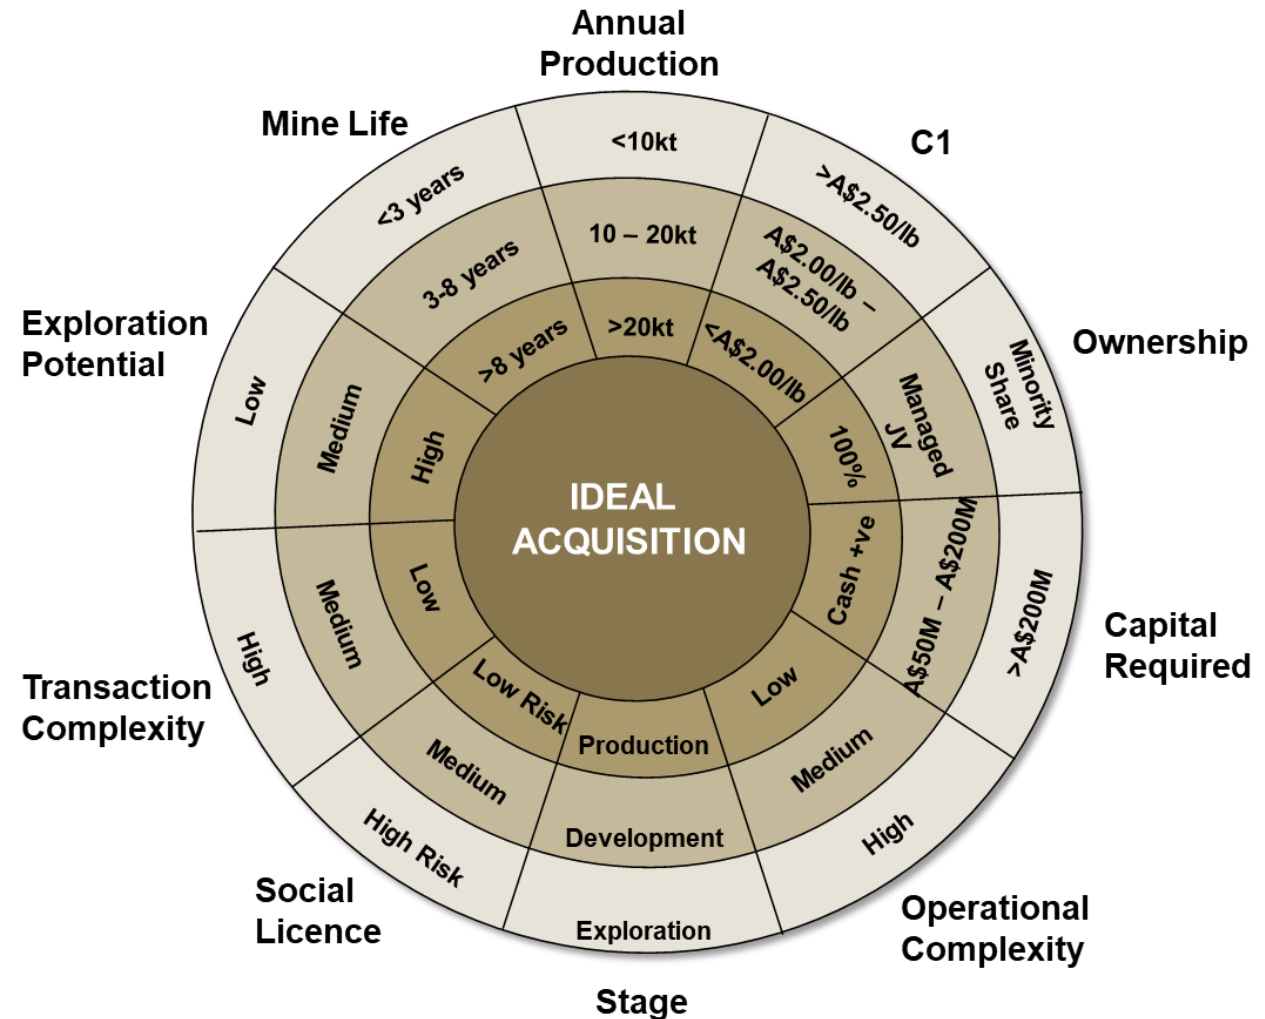 Annual
Production
<10kt
10 – 20kt
>20kt
C1
>A$2.50/lb
A$2.00/lb –
A$2.50/lb
<A$2.00/lb
Ownership
Minority
Share
Managed
JV
100%
Capital
Required
>A$200M
A$50M – A$200M
Cash +ve
Operational
Complexity
High
Medium
Low
Stage
Exploration
Development
Production
Social
Licence
High Risk
Medium
Low Risk
Transaction
Complexity
High
Medium
Low
Exploration
Potential
Low
Medium
High
Mine Life
<3 years
3-8 years
>8 years
IDEAL
ACQUISITION